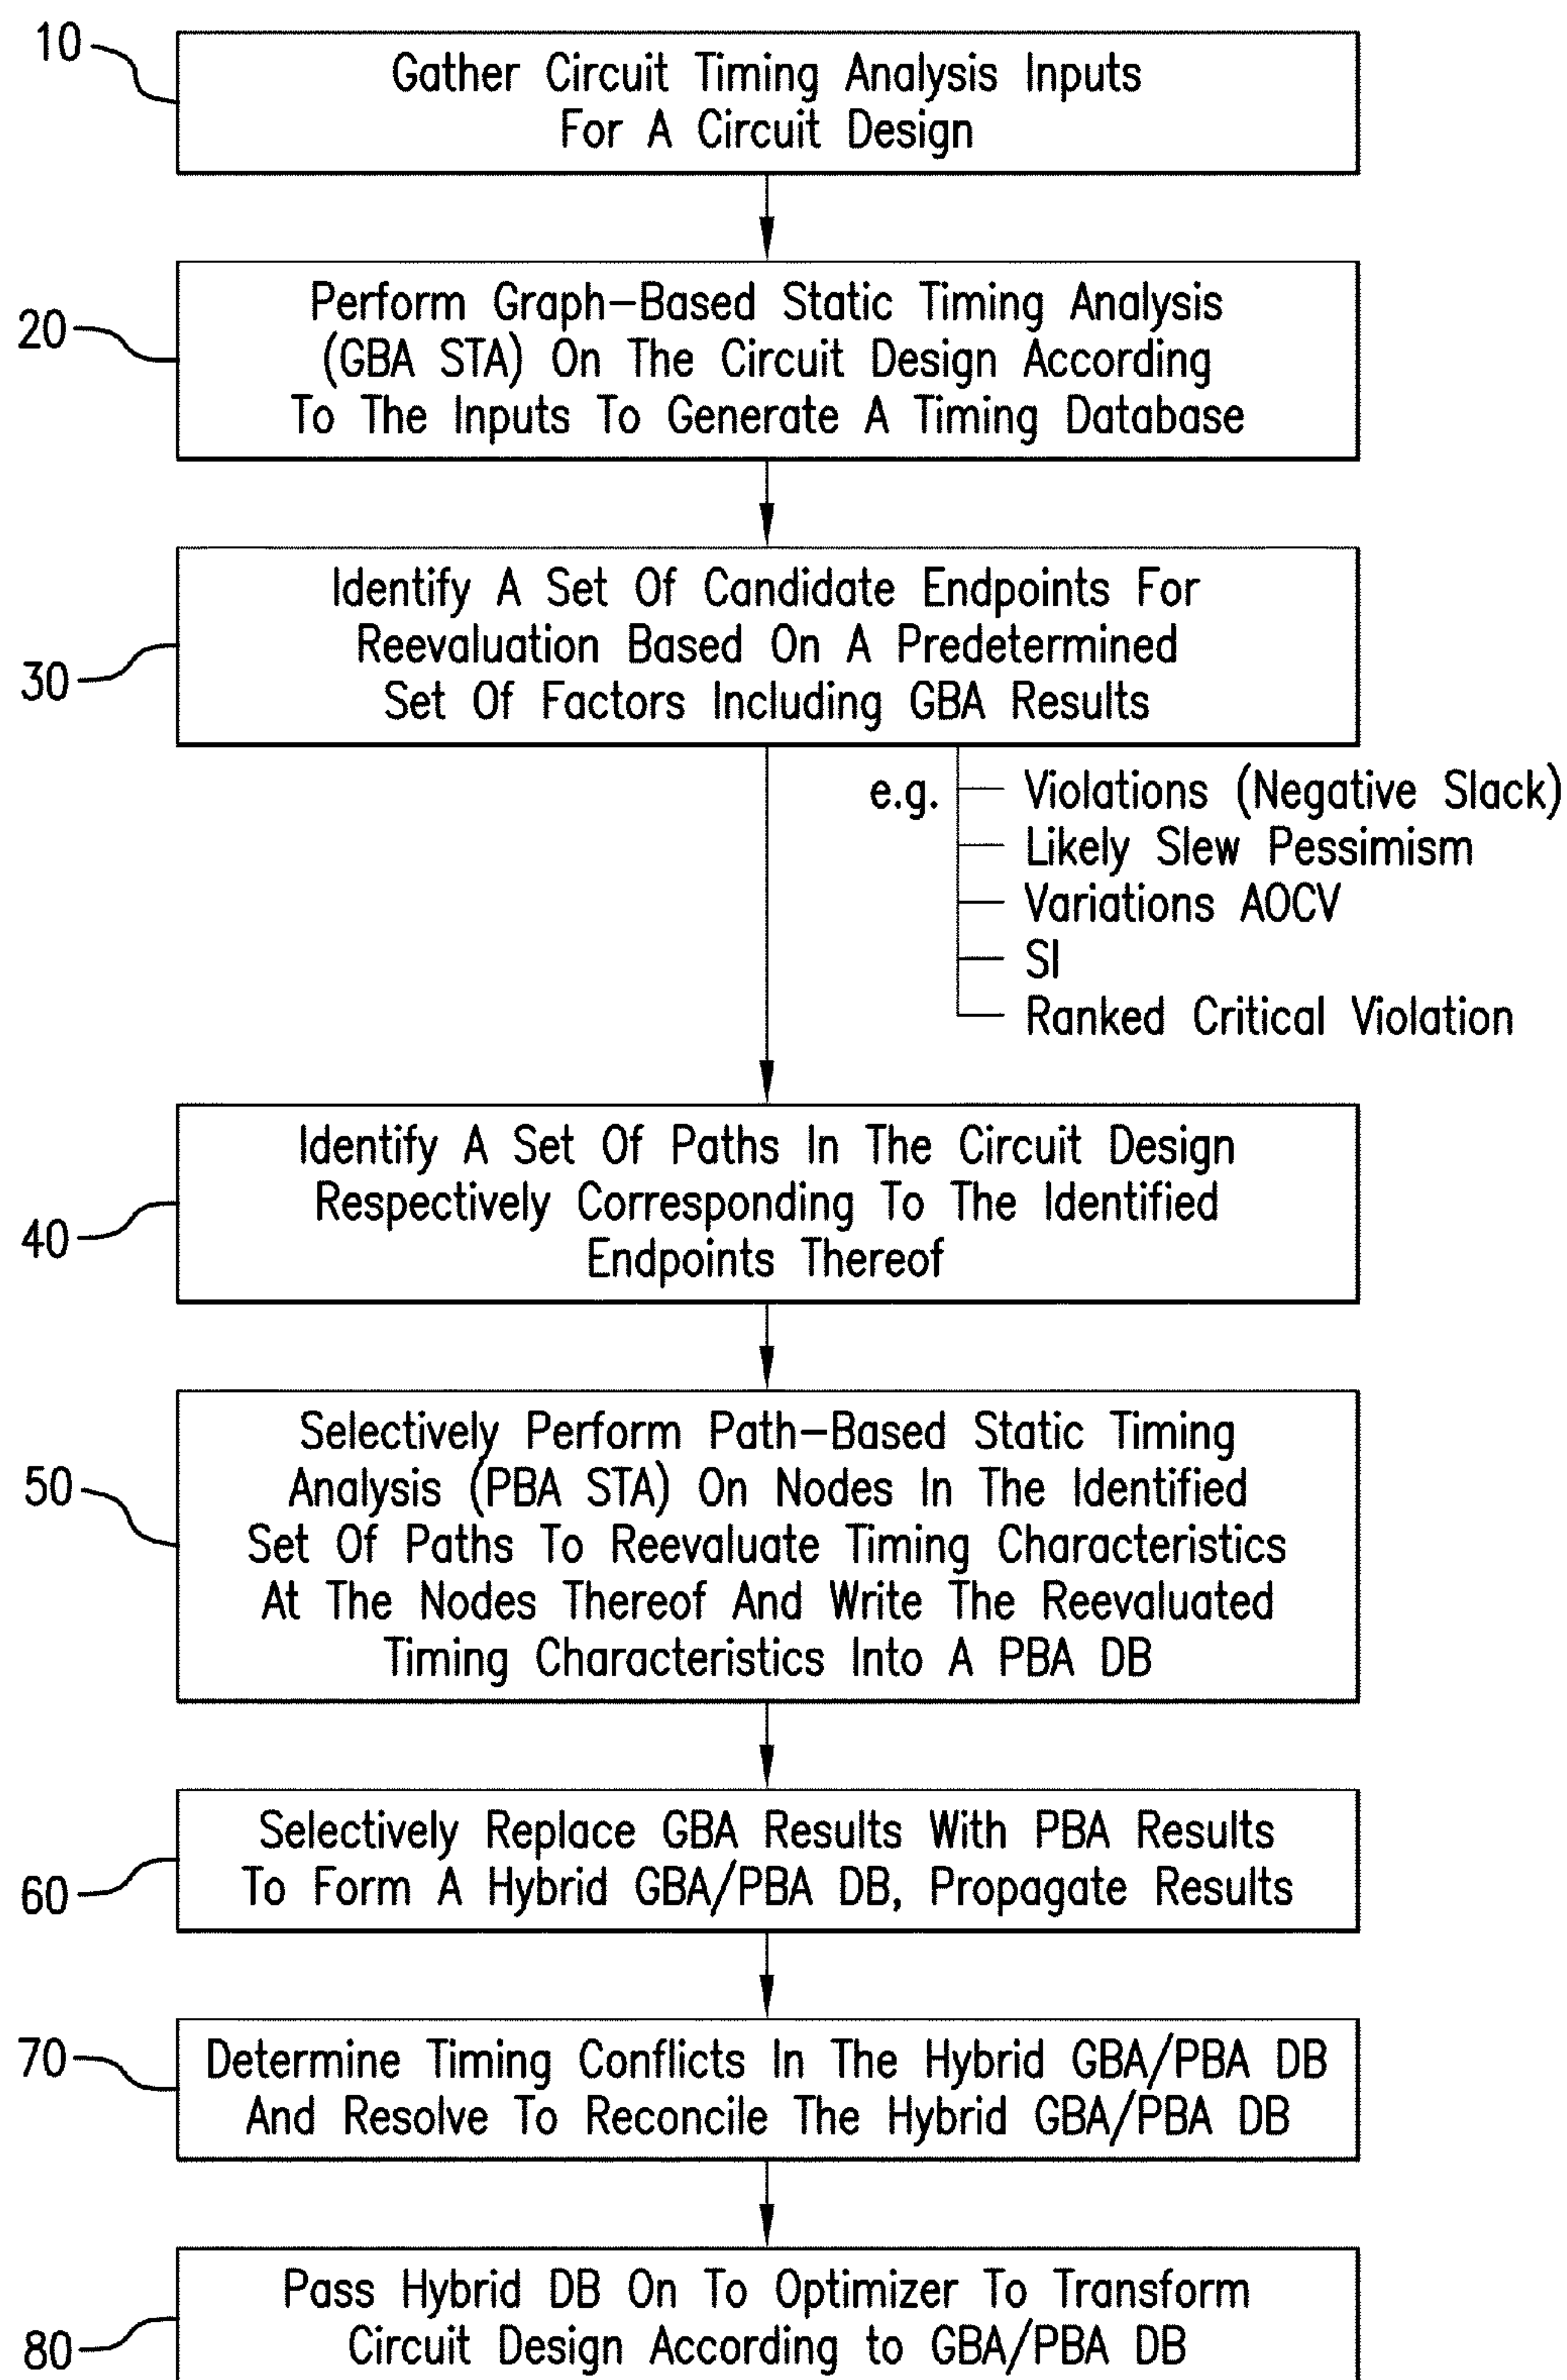 10
Gather Circuit Timing Analysis Inputs
For A Circuit Design
20
Perform Graph-Based Static Timing Analysis
(GBA STA) On The Circuit Design According
To The Inputs To Generate A Timing Database
30
Identify A Set Of Candidate Endpoints For
Reevaluation Based On A Predetermined
Set Of Factors Including GBA Results
e.g.
Violations (Negative Slack)
Likely Slew Pessimism
Variations AOCV
SI
Ranked Critical Violation
40
Identify A Set Of Paths In The Circuit Design
Respectively Corresponding To The Identified
Endpoints Thereof
50
Selectively Perform Path-Based Static Timing
Analysis (PBA STA) On Nodes In The Identified
Set Of Paths To Reevaluate Timing Characteristics
At The Nodes Thereof And Write The Reevaluated
Timing Characteristics Into A PBA DB
60
Selectively Replace GBA Results With PBA Results
To Form A Hybrid GBA/PBA DB, Propagate Results
70
Determine Timing Conflicts In The Hybrid GBA/PBA DB
And Resolve To Reconcile The Hybrid GBA/PBA DB
80
Pass Hybrid DB On To Optimizer To Transform
Circuit Design According to GBA/PBA DB